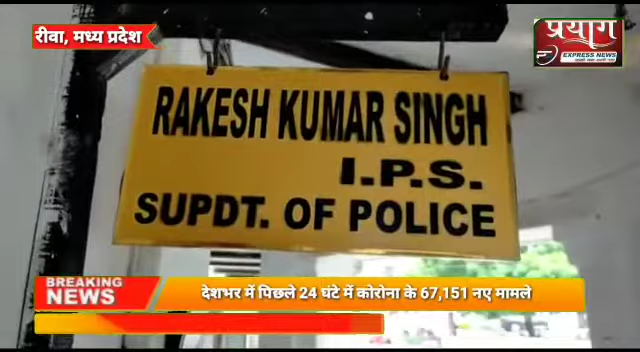 रीवा, मध्य प्रदेश
प्रयाग
EXPRESS NEWS
RAKESH KUMAR SINGH
I.P.S.
SUPDT. OF POLICE
BREAKING
NEWS
देशभर में पिछले 24 घंटे में कोरोना के 67,151 नए मामले